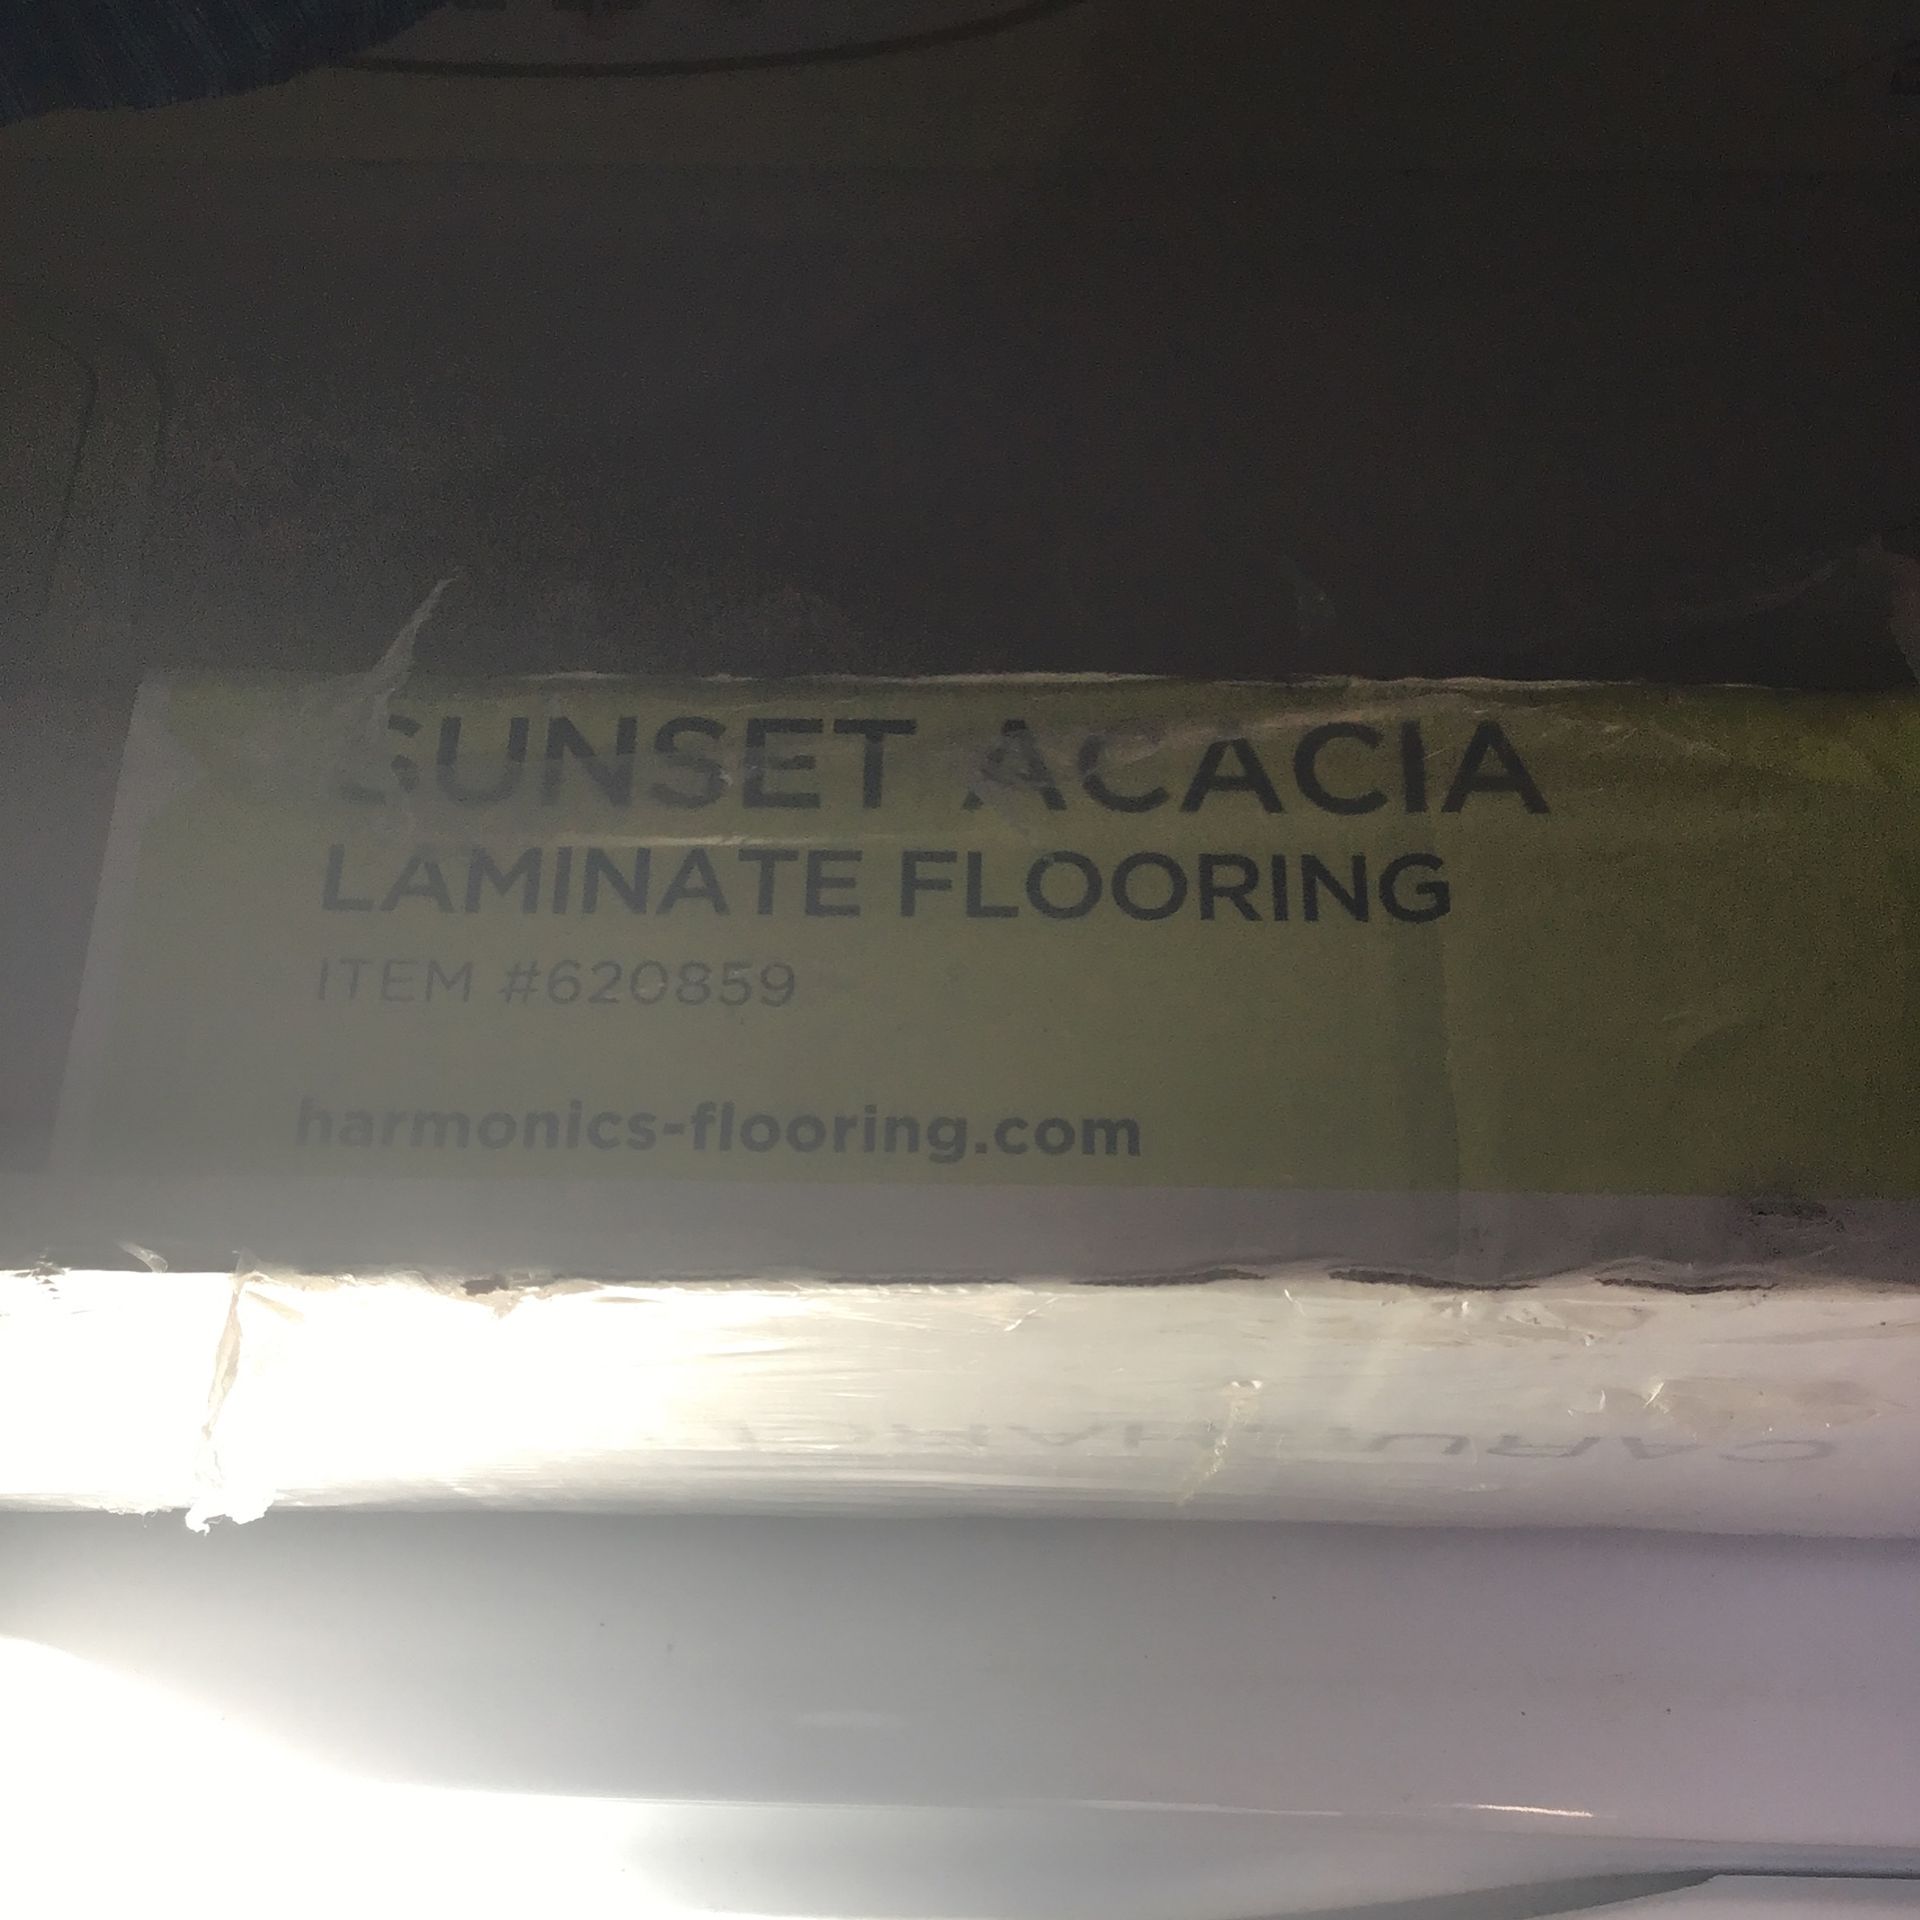 SUNSET ACACIA
LAMINATE FLOORING
ITEM #620859
harmonics-flooring.com